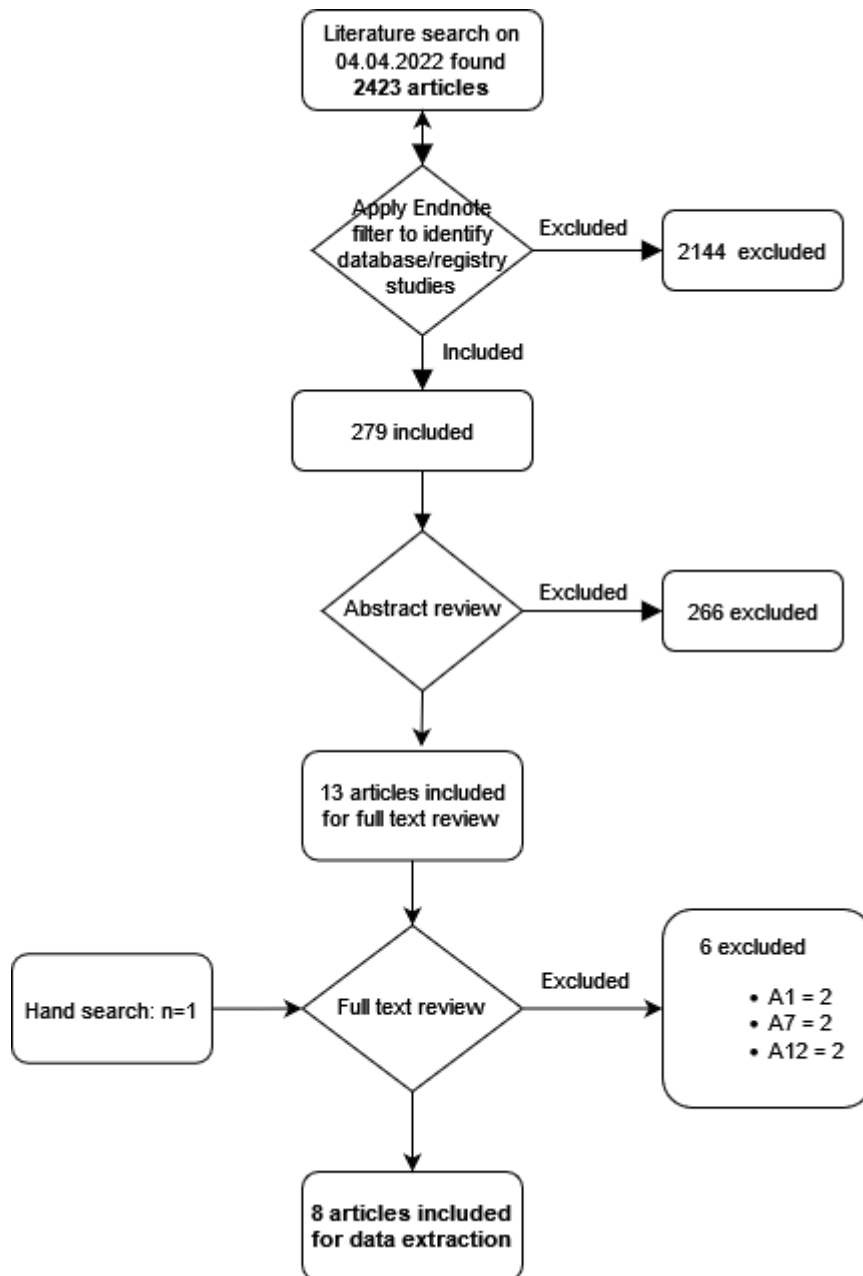 Literature search on
04.04.2022 found
2423 articles
Apply Endnote
filter to identify
database/registry
studies
Excluded
2144 excluded
Included
279 included
Abstract review
Excluded
266 excluded
13 articles included
for full text review
Hand search: n=1
Full text review
Excluded
6 excluded
• A1 = 2
• A7 = 2
• A12 = 2
8 articles included
for data extraction